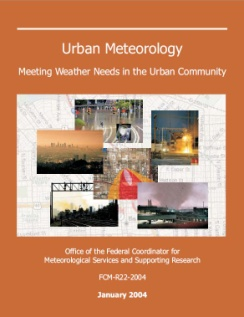 Urban Meteorology
Meeting Weather Needs in the Urban Community
Office of the Federal Coordinator for
Meteorological Services and Supporting Research
FCM-R22-2004
January 2004